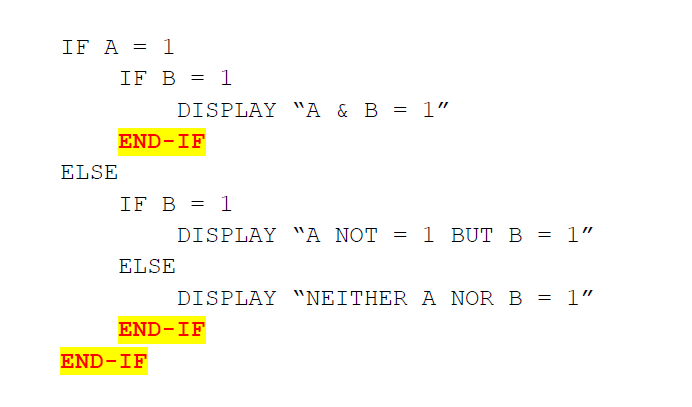 IF A = 1
IF B = 1
DISPLAY “A & B = 1”
END-IF
ELSE
IF B = 1
DISPLAY “A NOT = 1 BUT B = 1”
ELSE
DISPLAY “NEITHER A NOR B = 1”
END-IF
END-IF